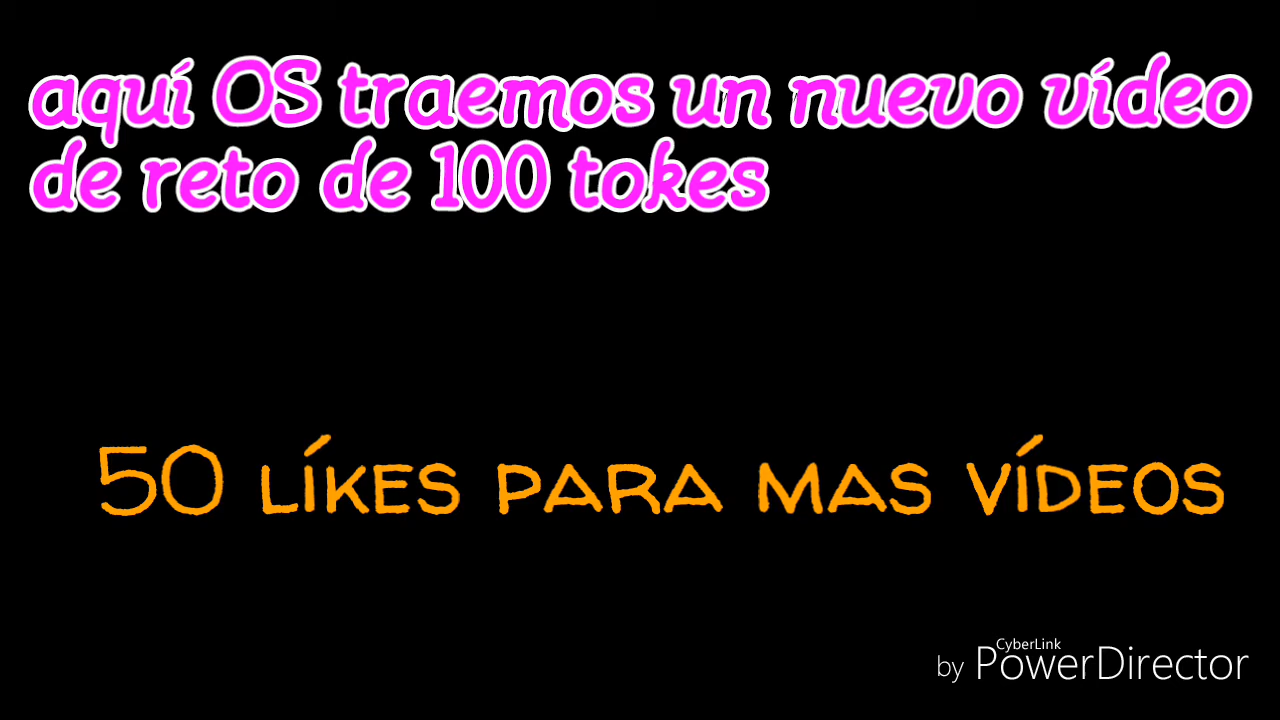 aquí OS traemos un nuevo vídeo
de reto de 100 tokes
50 líkes para mas vídeos
CyberLink
by PowerDirector